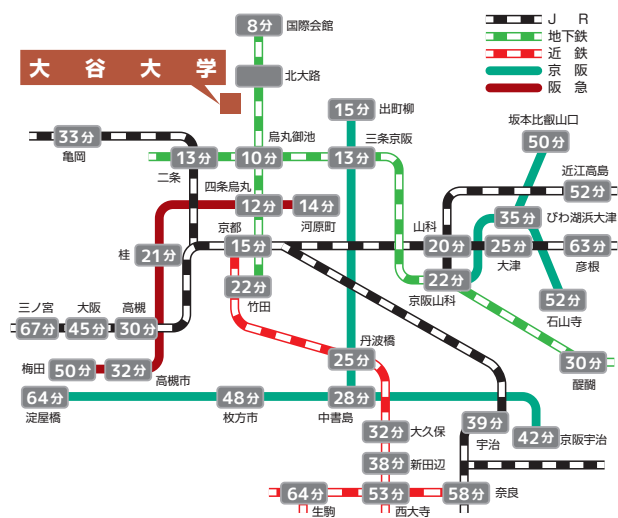 8分 国際会館
J R
地下鉄
近鉄
京阪
阪急
大谷大学
北大路
15分 出町柳
坂本比叡山口
50分
33分
亀岡
烏丸御池
三条京阪
13分
10分
13分
二条
近江高島
52分
四条烏丸
12分
14分
河原町
35分 びわ湖浜大津
京都
15分
山科
20分
25分
大津
63分
彦根
桂 21分
22分
竹田
22分
京阪山科
52分
石山寺
三ノ宮
大阪
高槻
67分
45分
30分
丹波橋
25分
30分
醍醐
梅田 50分
32分
高槻市
64分
淀屋橋
48分
枚方市
28分
中書島
39分
宇治
42分 京阪宇治
32分 大久保
38分 新田辺
64分
生駒
53分
西大寺
58分 奈良